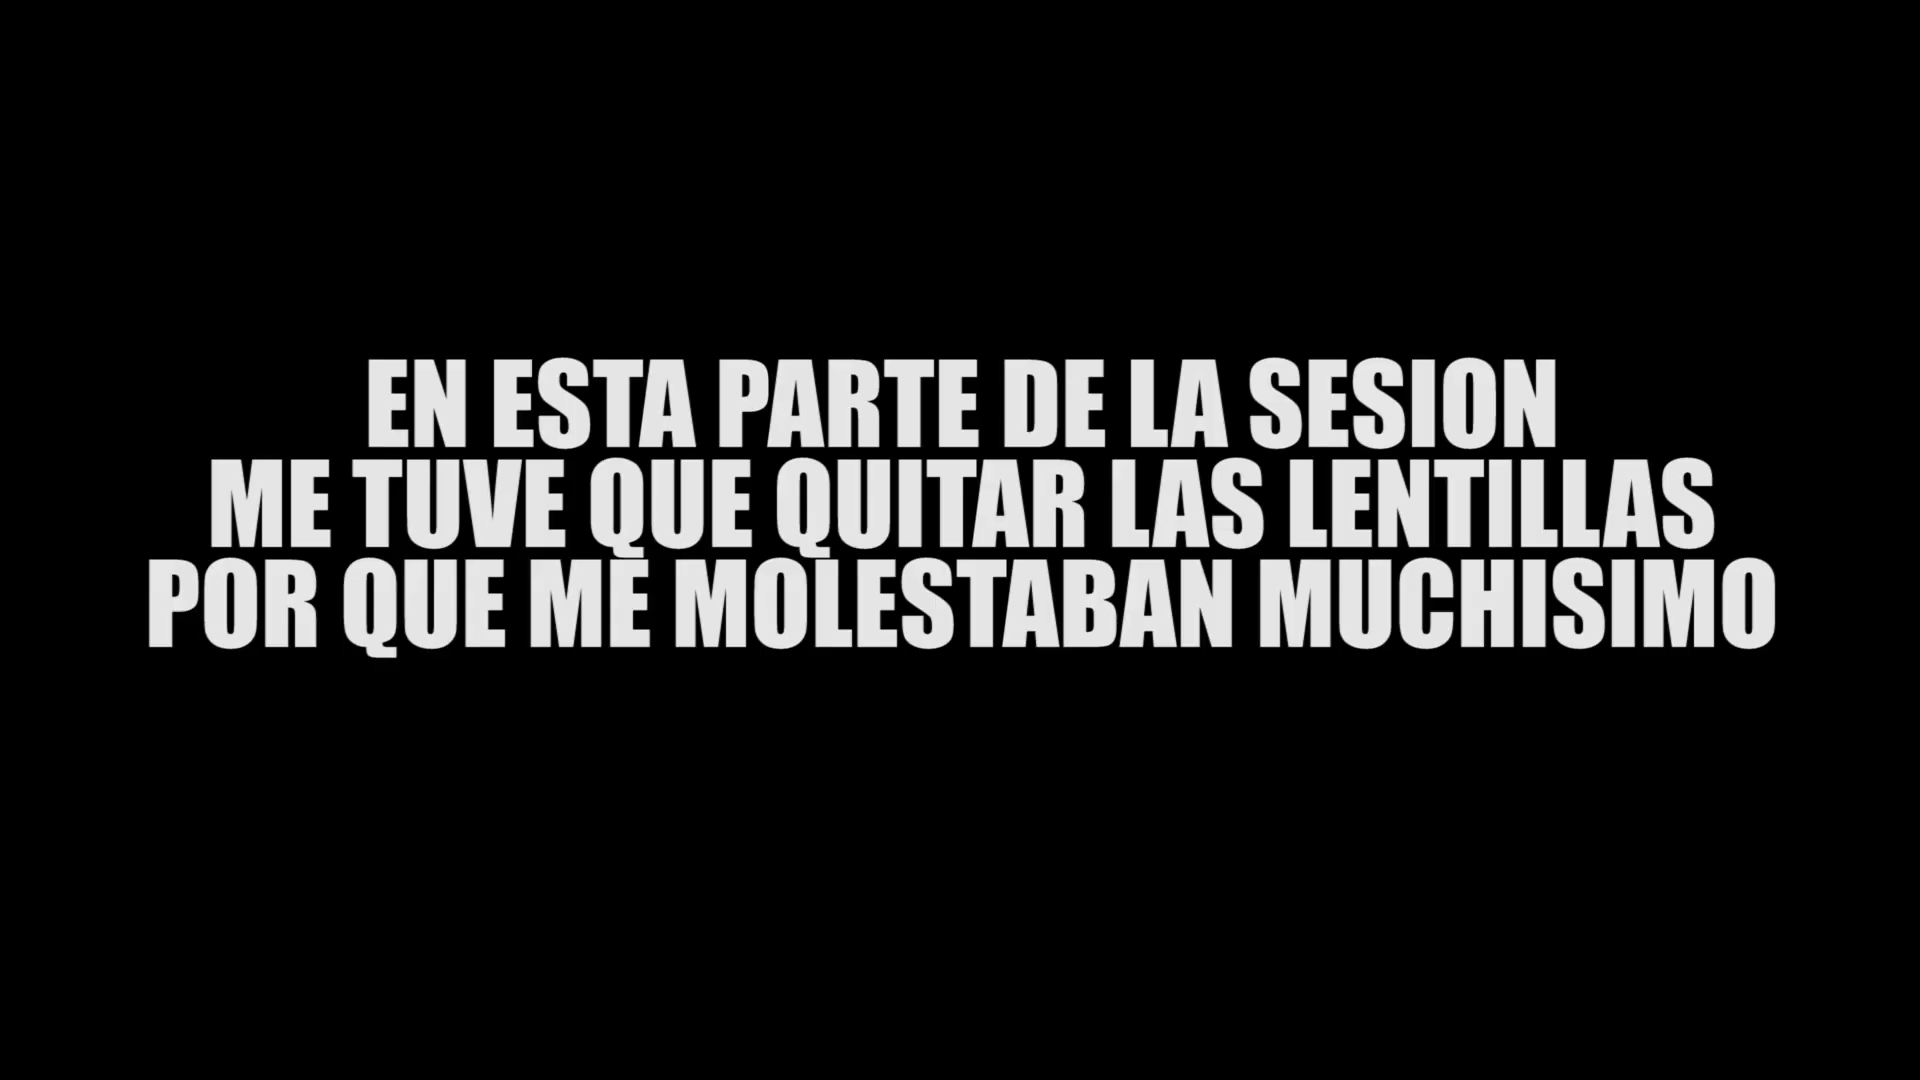 EN ESTA PARTE DE LA SESION
ME TUVE QUE QUITAR LAS LENTILLAS
POR QUE ME MOLESTABAN MUCHISIMO